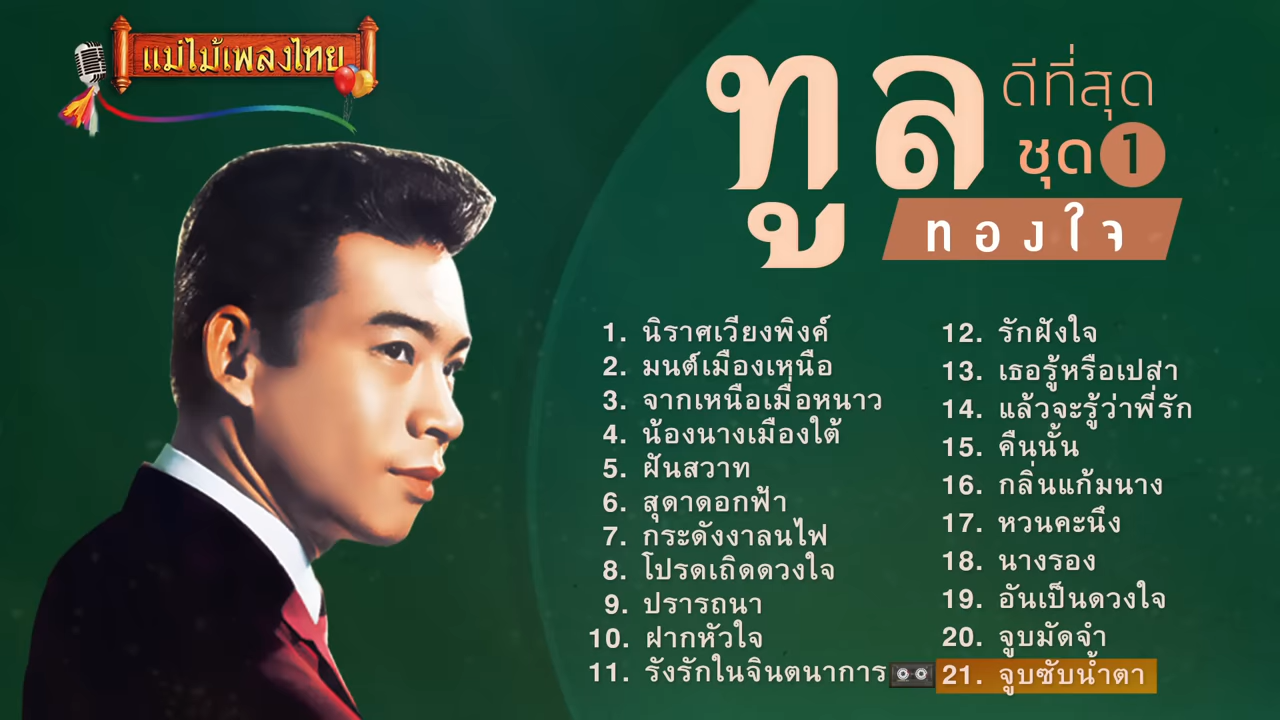 แม่ไม้เพลงไทย
ทูล
ดีที่สุด
ชุด 1
ทองใจ
1. นิราศเวียงพิงค์
2. มนต์เมืองเหนือ
3. จากเหนือเมื่อหนาว
4. น้องนางเมืองใต้
5. ฝันสวาท
6. สุดาดอกฟ้า
7. กระดังงาลนไฟ
8. โปรดเถิดดวงใจ
9. ปรารถนา
10. ฝากหัวใจ
11. รังรักในจินตนาการ
12. รักฝังใจ
13. เธอรู้หรือเปล่า
14. แล้วจะรู้ว่าพี่รัก
15. คืนนั้น
16. กลิ่นแก้มนาง
17. หวนคะนึง
18. นางรอง
19. อันเป็นดวงใจ
20. จูบมัดจำ
21. จูบซับน้ำตา